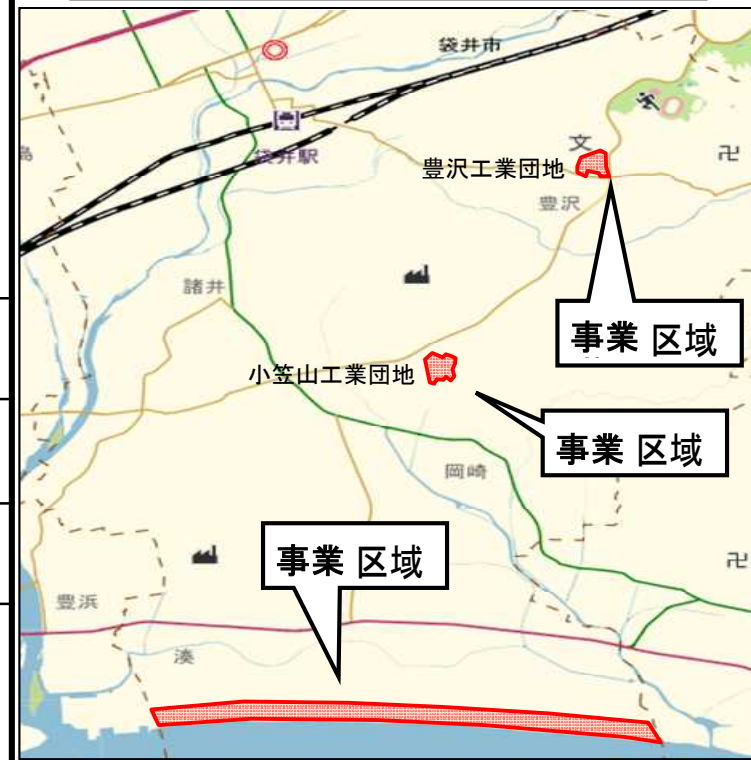 袋井市
袋井駅
文
豊沢工業団地
卍
豊沢
諸井
事業 区域
小笠山工業団地
事業 区域
岡崎
事業 区域
卍
豊浜
湊